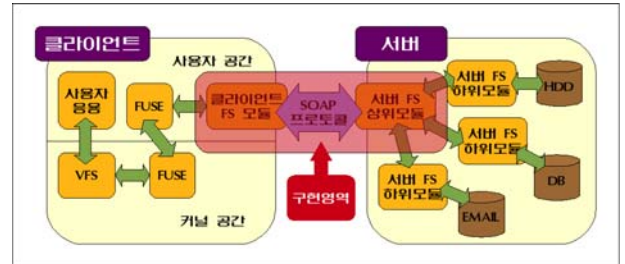 클라이언트
서버
사용자 공간
사용자
응용
FUSE
클라이언트
FS 모듈
SOAP
프로토콜
서버 FS
상위모듈
서버 FS
하위모듈
HDD
서버 FS
하위모듈
DB
서버 FS
하위모듈
EMAIL
VFS
FUSE
구현영역
커널 공간